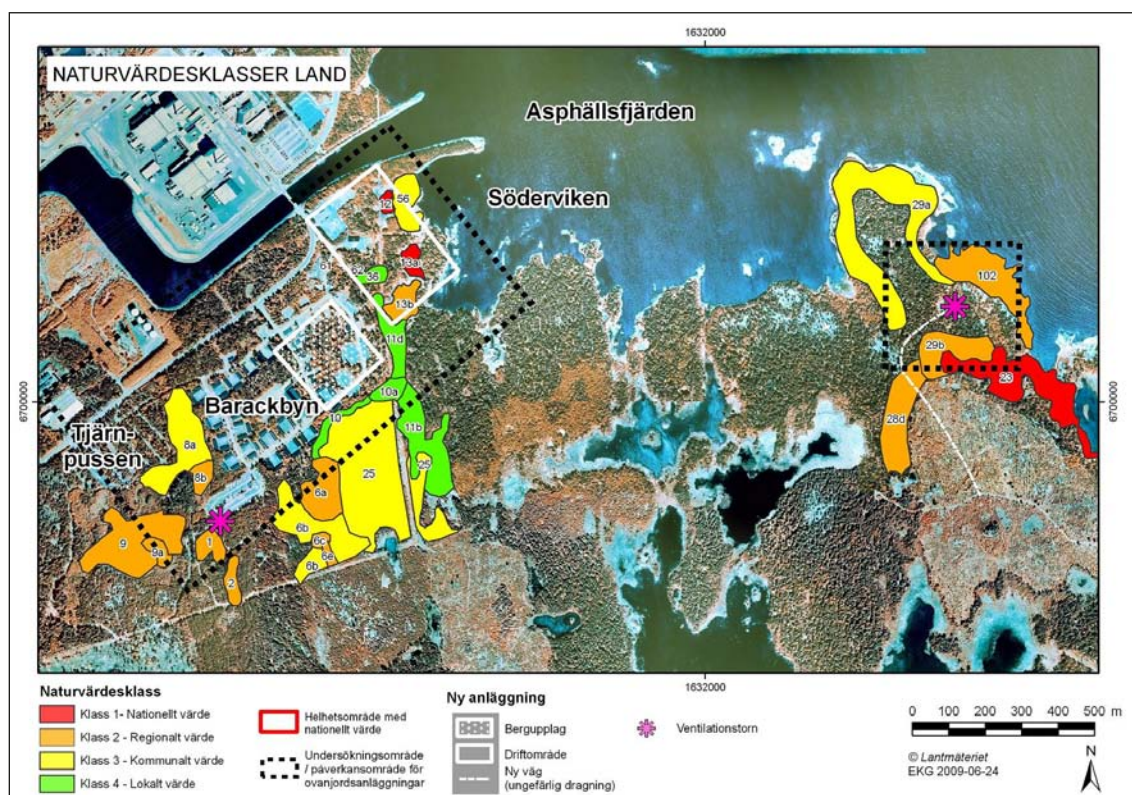 1632000
NATURVÄRDESKLASSER LAND
Asphällsfjärden
Söderviken
12
56
29a
13a
36
13b
102
11d
29b
23
6700000
10a
Barackbyn
10
11b
28d
6700000
Tjärn-
pussen
8a
8b
25
25
6a
9
9a
1
6b
6c
6e
6b
2
1632000
Naturvärdesklass
Klass 1- Nationellt värde
Klass 2 - Regionalt värde
Klass 3 - Kommunalt värde
Klass 4 - Lokalt värde
Helhetsområde med
nationellt värde
Undersökningsområde
/ påverkansområde för
ovanjordsanläggningar
Ny anläggning
Bergupplag
Driftområde
Ny väg
(ungefärlig dragning)
Ventilationstorn
0 100 200 300 400 500 m
© Lantmäteriet
EKG 2009-06-24
N